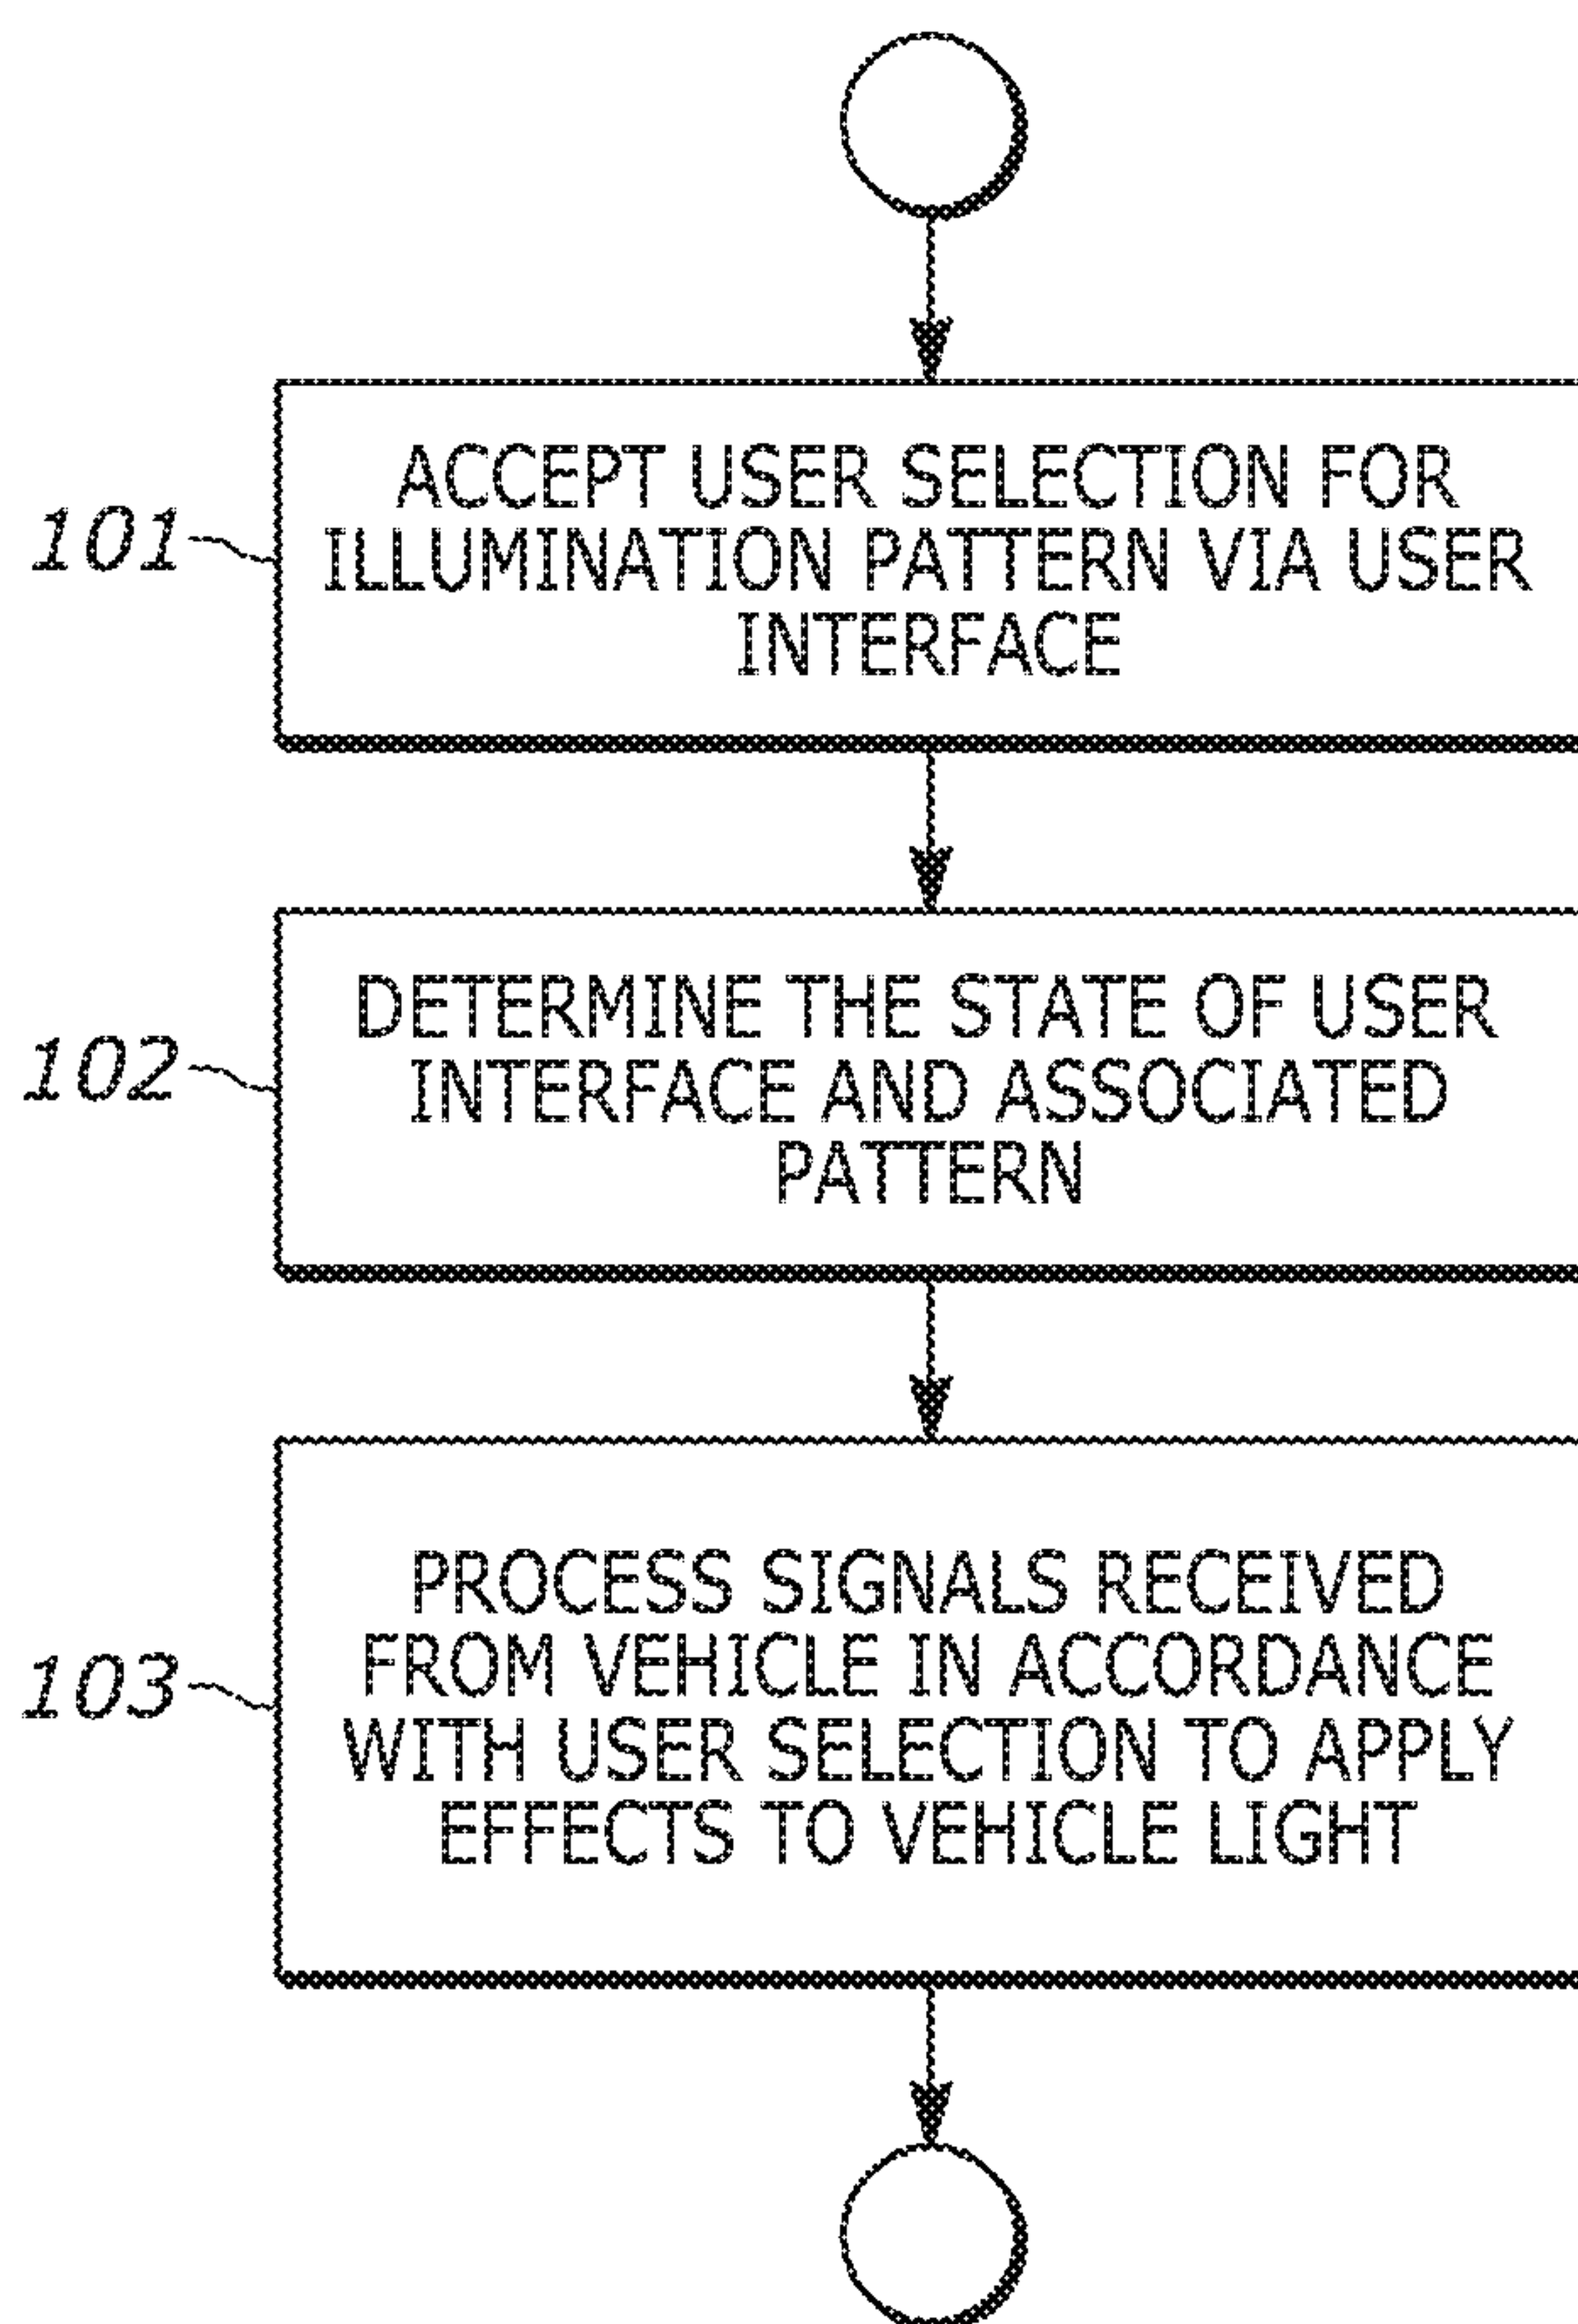 ACCEPT USER SELECTION FOR
101
ILLUMINATION PATTERN VIA USER
INTERFACE
DETERMINE THE STATE OF USER
102
INTERFACE AND ASSOCIATED
PATTERN
PROCESS SIGNALS RECEIVED
FROM VEHICLE IN ACCORDANCE
103
WITH USER SELECTION TO APPLY
EFFECTS TO VEHICLE LIGHT